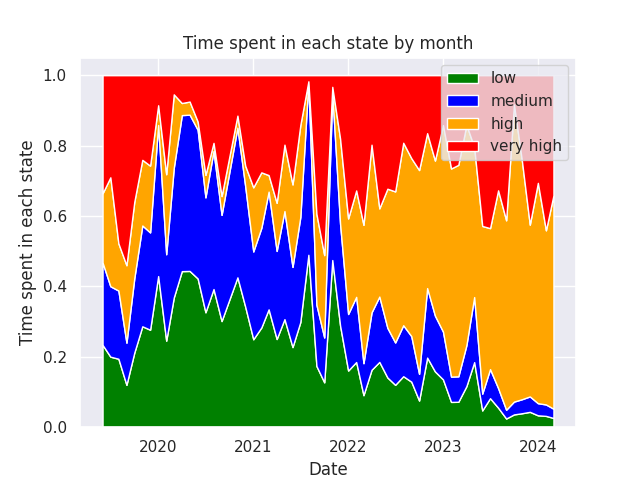 Time spent in each state by month
Time spent in each state
1.0
0.8
0.6
0.4
0.2
0.0
low
medium
high
very high
2020 2021 2022 2023 2024
Date